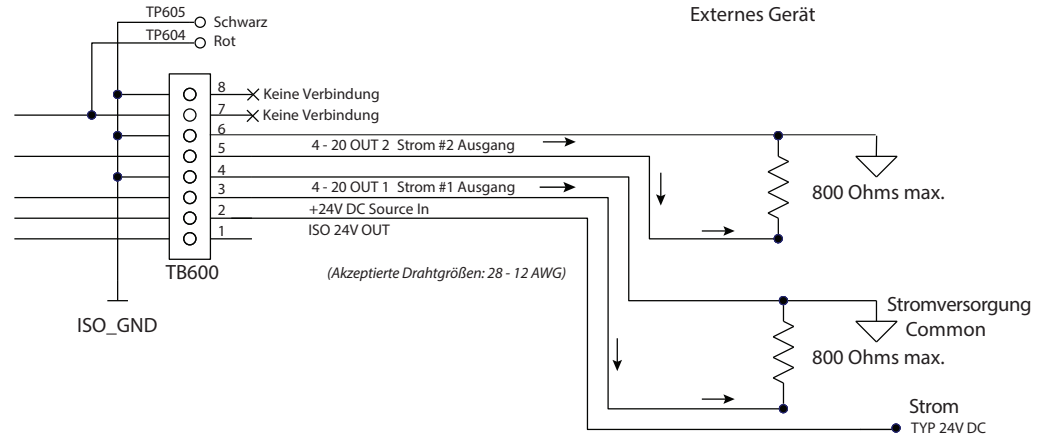 Externes Gerät
TP605
Schwarz
TP604
Rot
8
Keine Verbindung
7
Keine Verbindung
6
4 - 20 OUT 2 Strom #2 Ausgang
5
4
800 Ohms max.
4 - 20 OUT 1 Strom #1 Ausgang
3
+24V DC Source In
2
ISO 24V OUT
1
TB600
(Akzeptierte Drahtgrößen: 28 - 12 AWG)
ISO_GND
Stromversorgung
Common
800 Ohms max.
Strom
TYP 24V DC